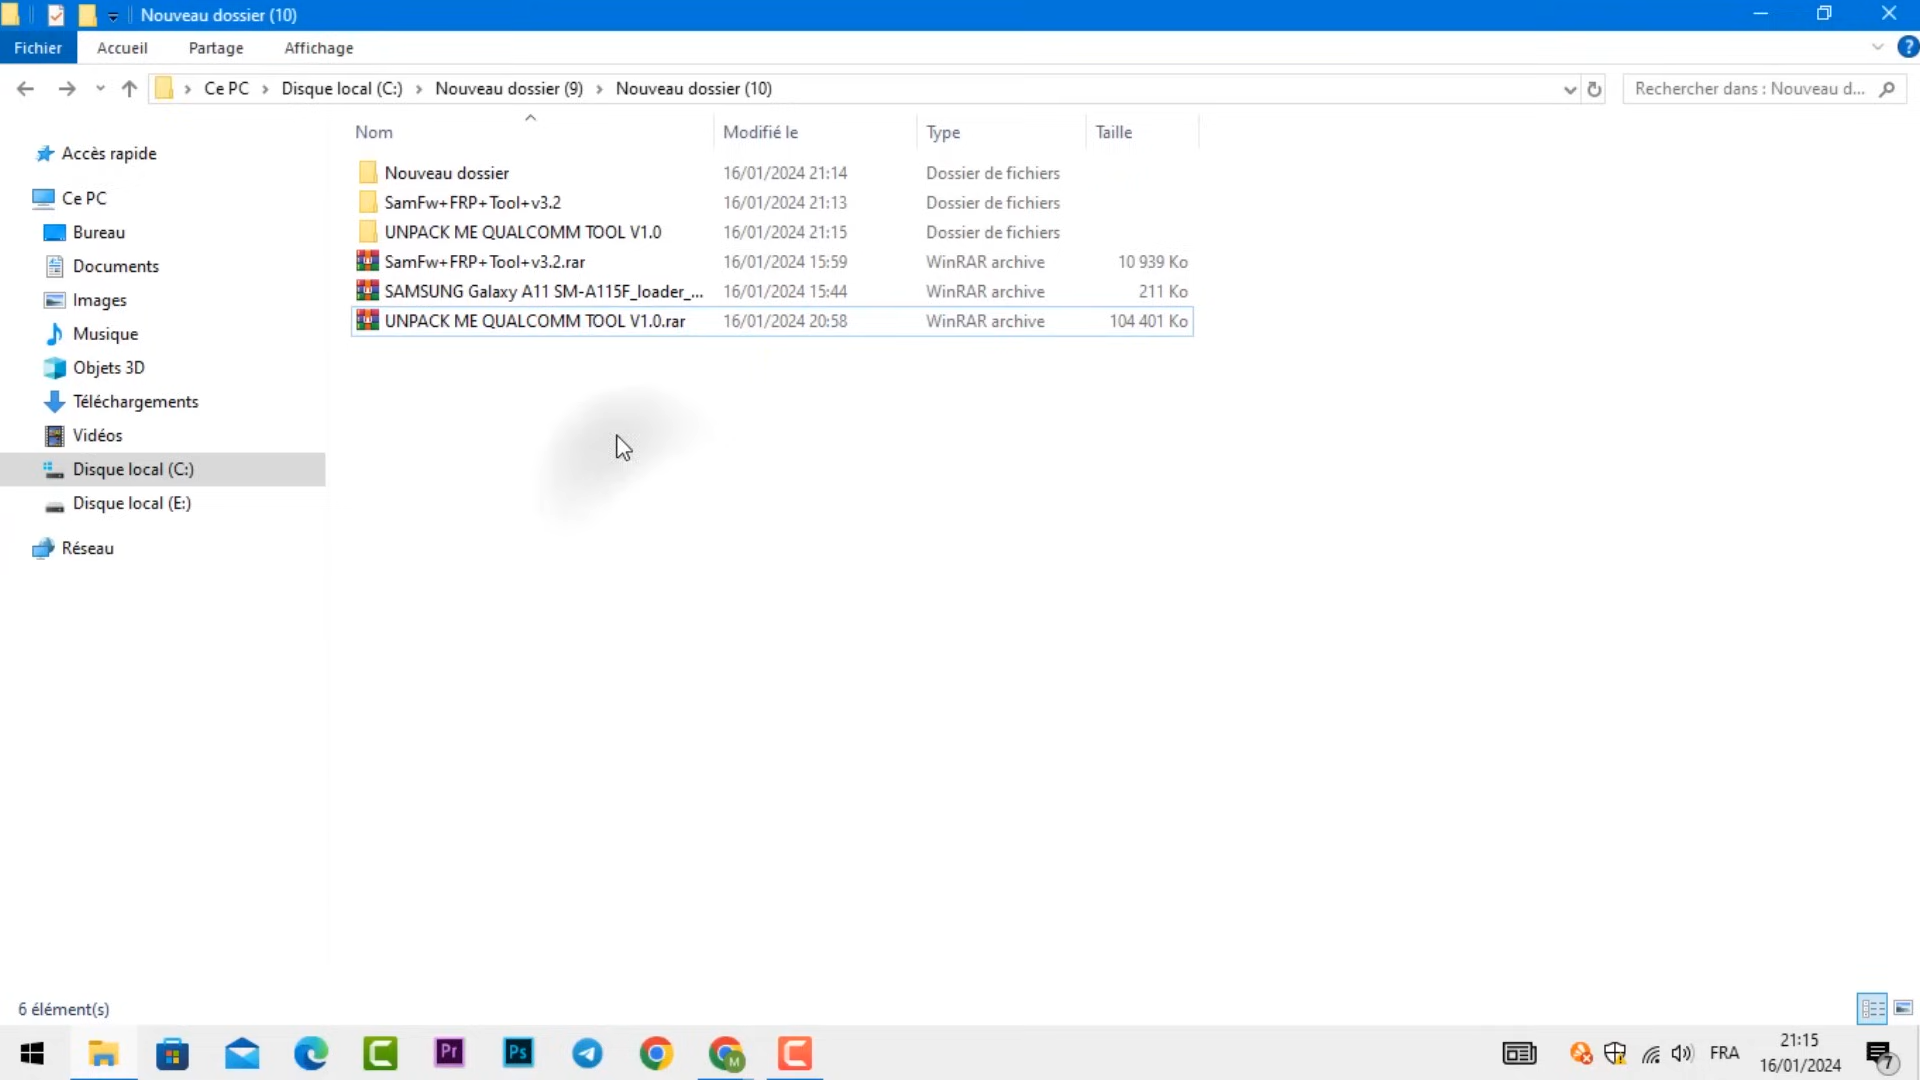 Nouveau dossier (10)
Fichier Accueil Partage Affichage
Ce PC Disque local (C:) Nouveau dossier (9) Nouveau dossier (10) Rechercher dans : Nouveau d...
Nom Modifié le Type Taille
Accès rapide
Ce PC
Bureau
Documents
Images
Musique
Objets 3D
Téléchargements
Vidéos
Disque local (C:)
Disque local (E:)
Réseau
Nouveau dossier 16/01/2024 21:14 Dossier de fichiers
SamFw+FRP+Tool+v3.2 16/01/2024 21:13 Dossier de fichiers
UNPACK ME QUALCOMM TOOL V1.0 16/01/2024 21:15 Dossier de fichiers
SamFw+FRP+Tool+v3.2.rar 16/01/2024 15:59 WinRAR archive 10 939 Ko
SAMSUNG Galaxy A11 SM-A115F_loader_... 16/01/2024 15:44 WinRAR archive 211 Ko
UNPACK ME QUALCOMM TOOL V1.0.rar 16/01/2024 20:58 WinRAR archive 104 401 Ko
6 élément(s)
Pr Ps M FRA 21:15
16/01/2024
7